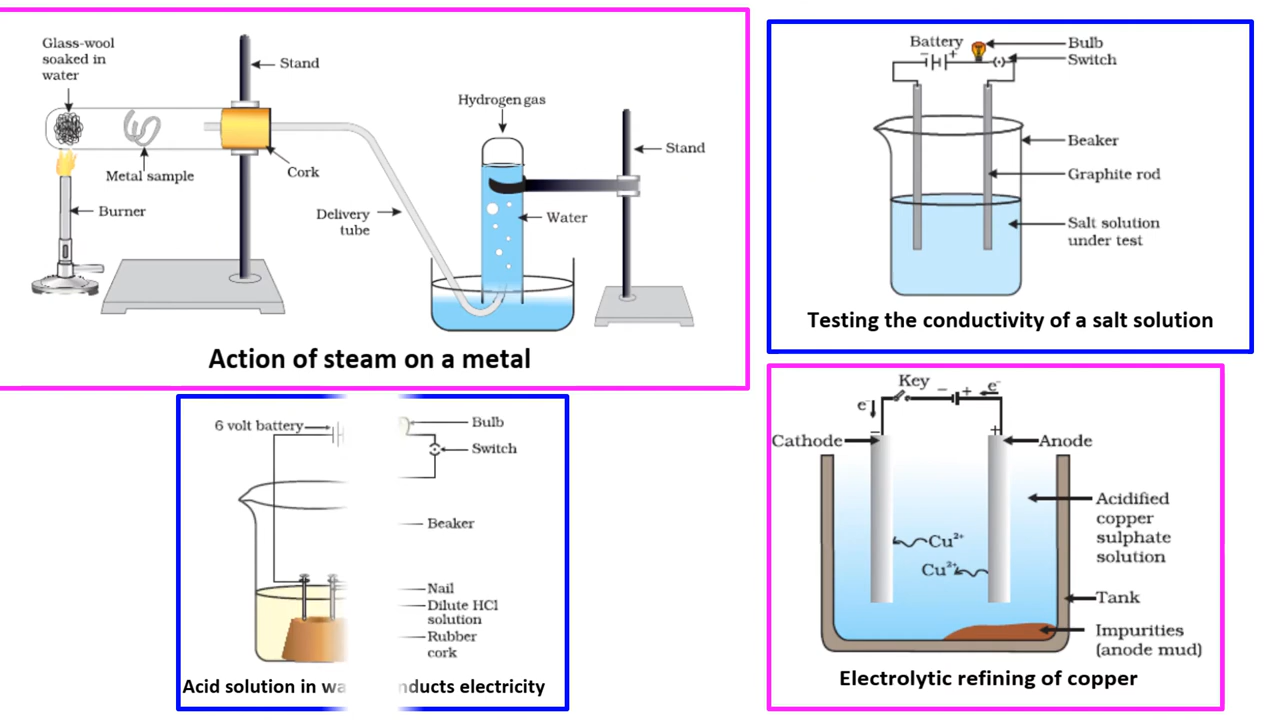 Glass-wool
soaked in
water
Stand
Hydrogen gas
Stand
Metal sample
Cork
Burner
Delivery
tube
Water
Action of steam on a metal
Battery
Bulb
Switch
− +
Beaker
Graphite rod
Salt solution
under test
Testing the conductivity of a salt solution
6 volt battery
Bulb
Switch
Beaker
Nail
Dilute HCl
solution
Rubber
cork
Acid solution in electricity
Key
− +
e⁻
e⁻
− +
Cathode
Anode
Acidified
copper
sulphate
solution
Cu²⁺
Cu²⁺
Tank
Impurities
(anode mud)
Electrolytic refining of copper